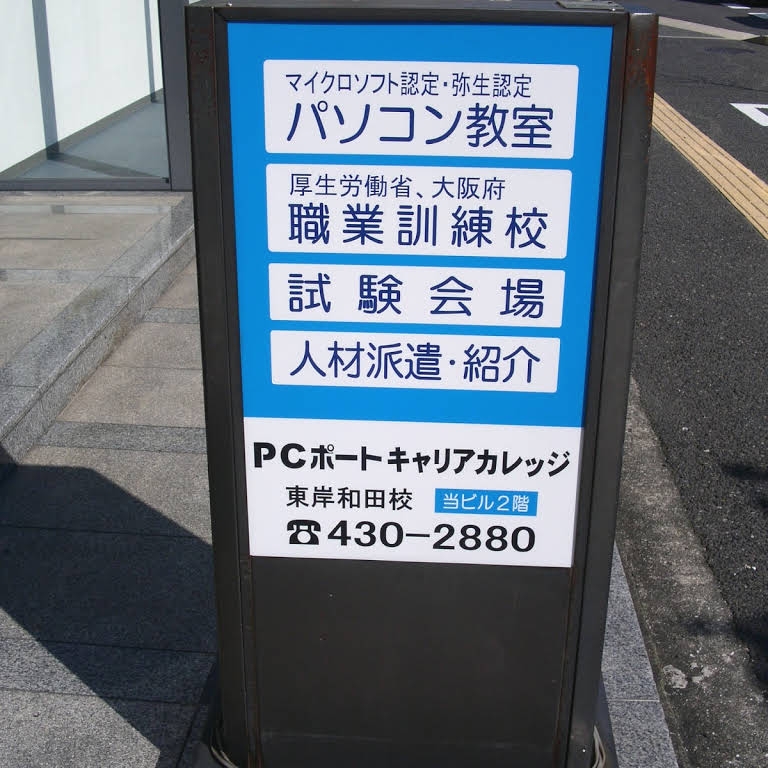 マイクロソフト認定・弥生認定
パソコン教室
厚生労働省、大阪府
職業訓練校
試験会場
人材派遣・紹介
PCポートキャリアカレッジ
東岸和田校 当ビル2階
☎430-2880